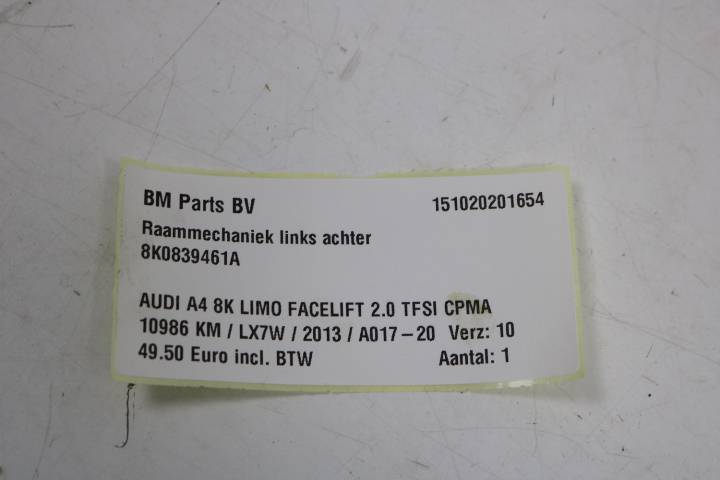 BM Parts BV 151020201654
Raammechaniek links achter
8K0839461A
AUDI A4 8K LIMO FACELIFT 2.0 TFSI CPMA
10986 KM / LX7W / 2013 / A017-20 Verz: 10
49.50 Euro incl. BTW Aantal: 1